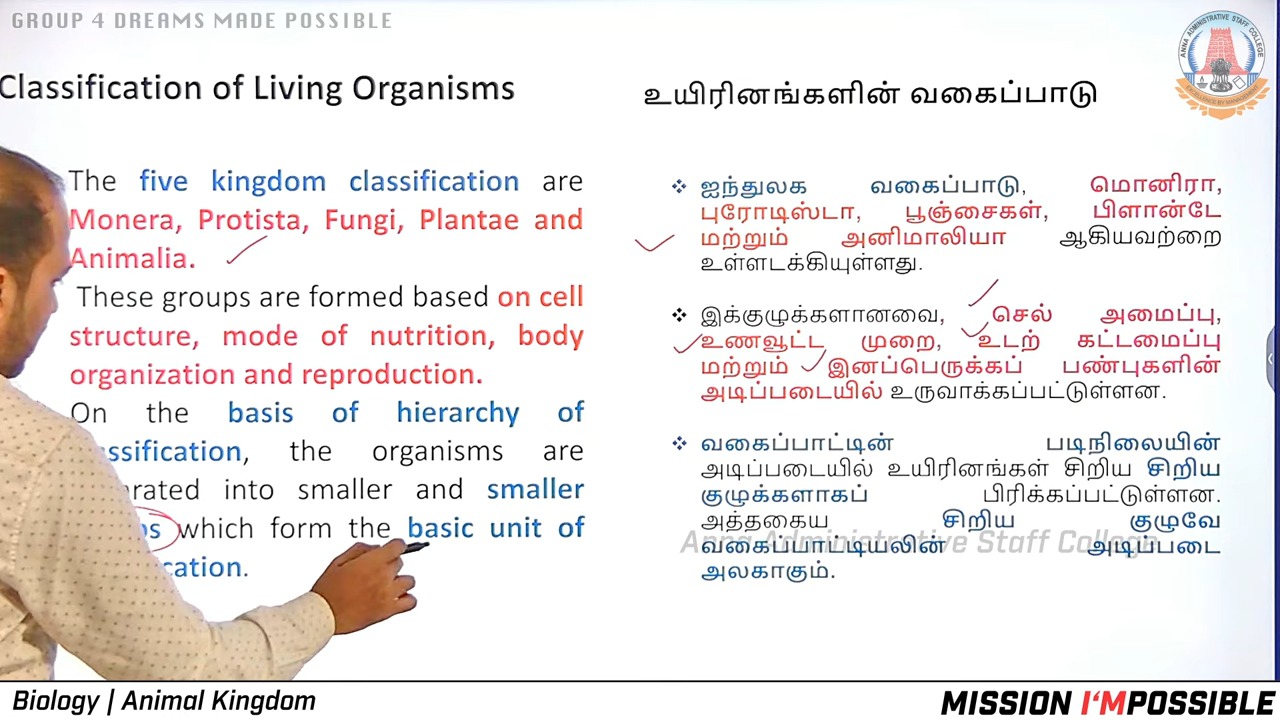 GROUP 4 DREAMS MADE POSSIBLE
ANNA ADMINISTRATIVE STAFF COLLEGE
Classification of Living Organisms
The five kingdom classification are
Monera, Protista, Fungi, Plantae and
Animalia.
These groups are formed based on cell
structure, mode of nutrition, body
organization and reproduction.
On the basis of hierarchy of
the organisms are
into smaller and smaller
which form the basic unit of
உயிரினங்களின் வகைப்பாடு
ஐந்துலக வகைப்பாடு, மொனிரா,
புரோடிஸ்டா, பூஞ்சைகள், பிளான்டே
மற்றும் அனிமாலியா ஆகியவற்றை
உள்ளடக்கியுள்ளது.
இக்குழுக்களானவை, செல் அமைப்பு,
உணவூட்ட முறை, உடற் கட்டமைப்பு
மற்றும் இனப்பெருக்கப் பண்புகளின்
அடிப்படையில் உருவாக்கப்பட்டுள்ளன.
வகைப்பாட்டின் படிநிலையின்
அடிப்படையில் உயிரினங்கள் சிறிய சிறிய
குழுக்களாகப் பிரிக்கப்பட்டுள்ளன.
அத்தகைய சிறிய குழுவே
Anna Administrative Staff College
வகைப்பாட்டியலின் அடிப்படை
அலகாகும்.
Biology | Animal Kingdom
MISSION I'MPOSSIBLE